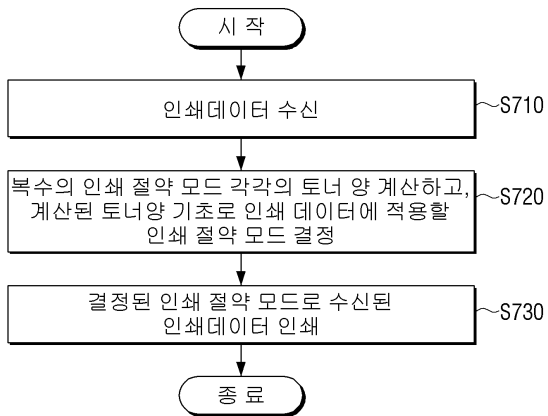 시 작
인쇄데이터 수신
S710
복수의 인쇄 절약 모드 각각의 토너 양 계산하고,
계산된 토너양 기초로 인쇄 데이터에 적용할
인쇄 절약 모드 결정
S720
결정된 인쇄 절약 모드로 수신된
인쇄데이터 인쇄
S730
종 료